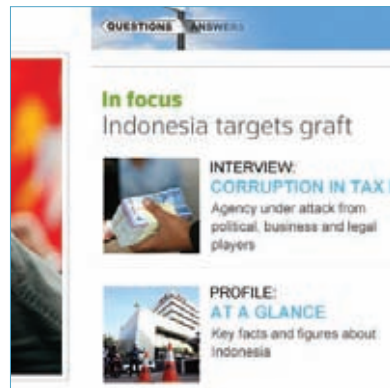 QUESTIONS ANSWERS
In focus
Indonesia targets graft
INTERVIEW:
CORRUPTION IN TAX
Agency under attack from
political, business and legal
players
PROFILE:
AT A GLANCE
Key facts and figures about
Indonesia